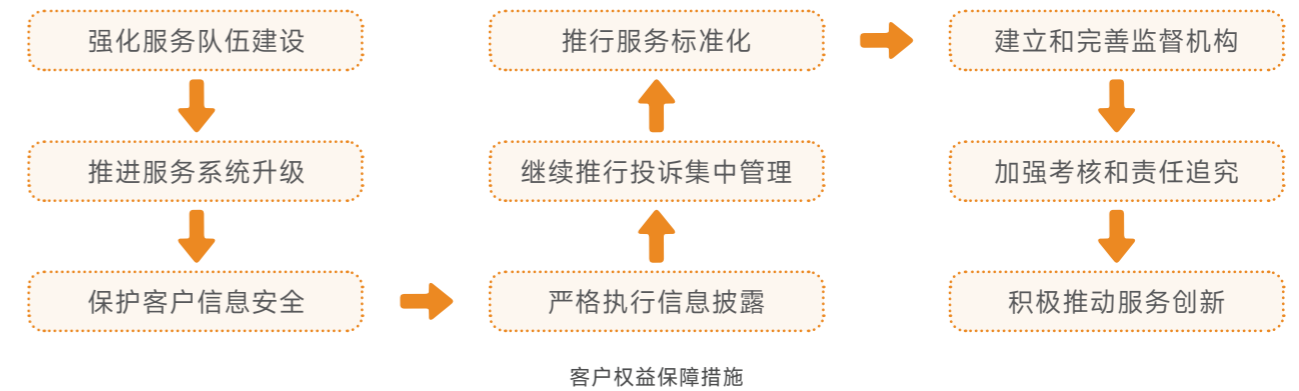 强化服务队伍建设
推进服务系统升级
保护客户信息安全
严格执行信息披露
继续推行投诉集中管理
推行服务标准化
建立和完善监督机构
加强考核和责任追究
积极推动服务创新
客户权益保障措施